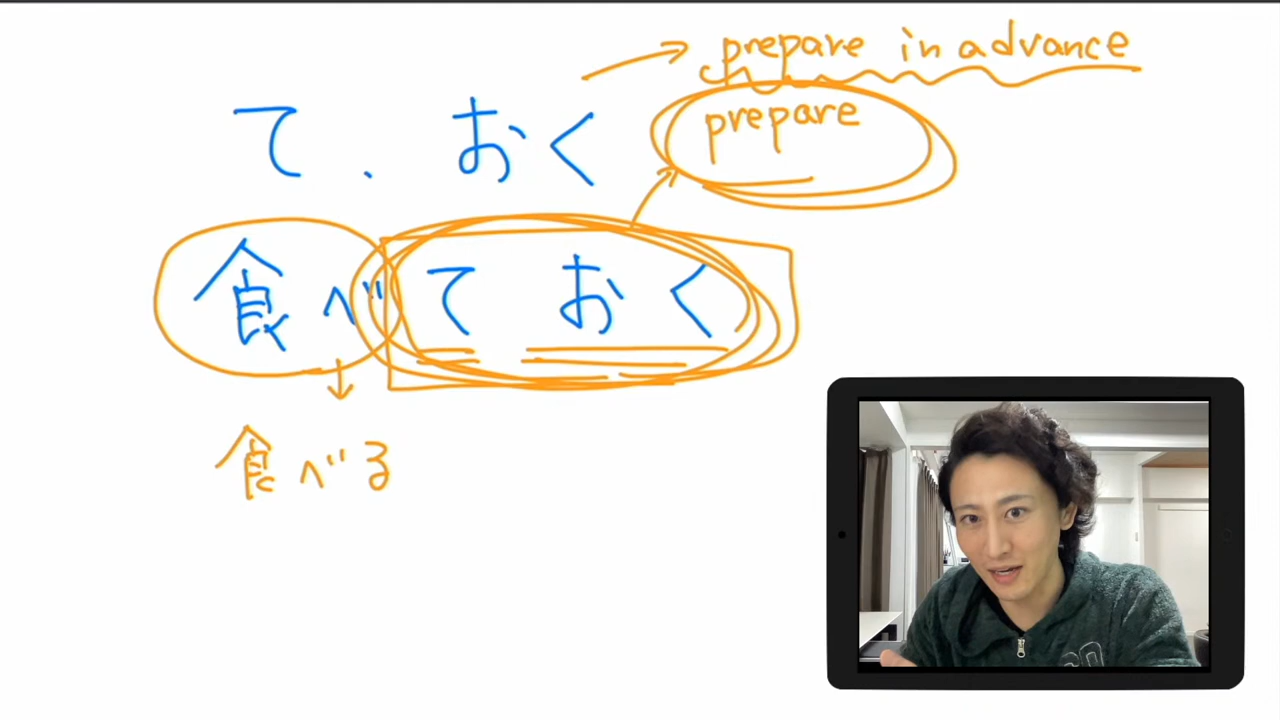 prepare in advance
て . おく
prepare
食べておく
食べる